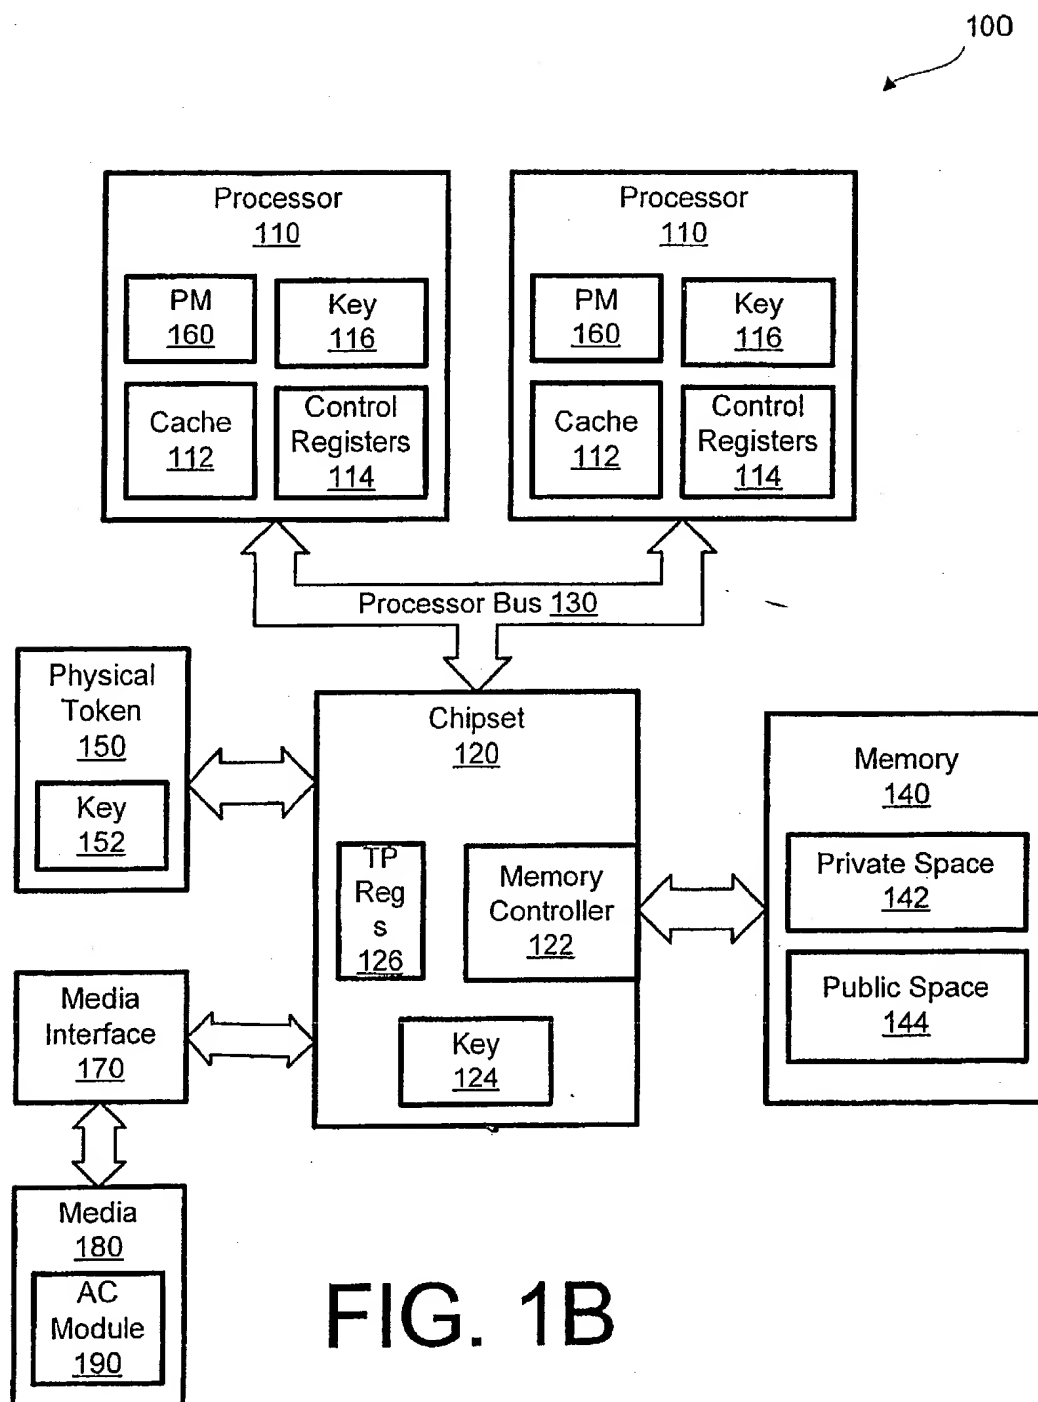 100
Processor
110
PM
160
Key
116
Cache
112
Control
Registers
114
Processor
110
PM
160
Key
116
Cache
112
Control
Registers
114
Processor Bus 130
Physical
Token
150
Key
152
Chipset
120
TP
Reg
s
126
Memory
Controller
122
Key
124
Memory
140
Private Space
142
Public Space
144
Media
Interface
170
Media
180
AC
Module
190
FIG. 1B